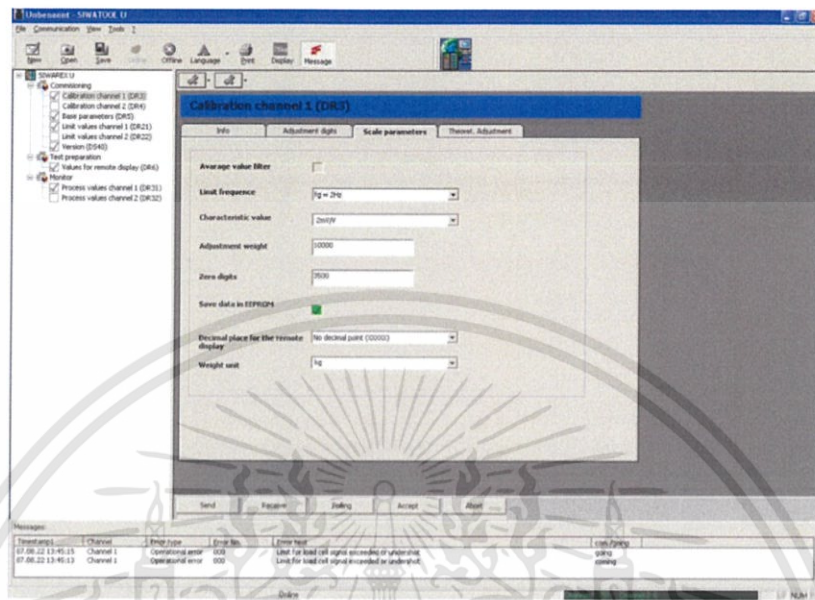 Unbenannt - SIWATOOL U
File Communication View Tools ?
New Open Save Online Offline Language Print Display Message
SIWAREX U
Commisioning
Calibration channel 1 (DR3)
Calibration channel 2 (DR4)
Base parameters (DR5)
Limit values channel 1 (DR21)
Limit values channel 2 (DR22)
Version (DS48)
Test preparation
Values for remote display (DR6)
Monitor
Process values channel 1 (DR31)
Process values channel 2 (DR32)
Calibration channel 1 (DR3)
Info Adjustment digits Scale parameters Theoret. Adjustment
Avarage value filter
Limit frequence
fg = 2Hz
Characteristic value
2mV/V
Adjustment weight
10000
Zero digits
3500
Save data in EEPROM
Decimal place for the remote display
No decimal point (00000)
Weight unit
kg
Send Receive Accept Abort
Messages:
Timestamp Channel Error type Error No. Error text com./going
07.08.22 13:45:15 Channel 1 Operational error 000 Limit for load cell signal exceeded or undershot going
07.08.22 13:45:13 Channel 1 Operational error 000 Limit for load cell signal exceeded or undershot coming
Online
NUM